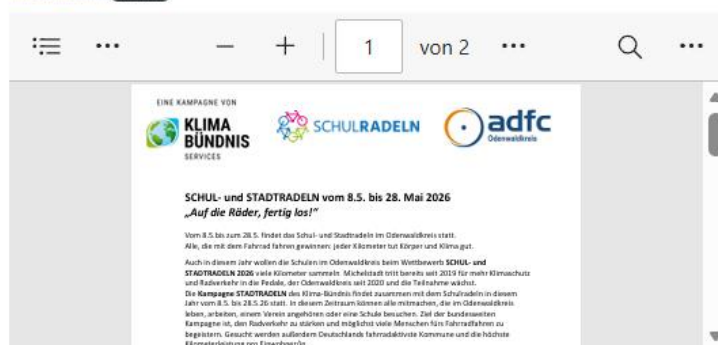 1 von 2
EINE KAMPAGNE VON
KLIMA
BÜNDNIS
SERVICES
SCHULRADELN
adfc
Odenwaldkreis
SCHUL- und STADTRADELN vom 8.5. bis 28. Mai 2026
„Auf die Räder, fertig los!“
Vom 8.5. bis zum 28.5. findet das Schul- und Stadtradeln im Odenwaldkreis statt.
Alle, die mit dem Fahrrad fahren gewinnen: jeder Kilometer tut Körper und Klima gut.
Auch in diesem Jahr wollen die Schulen im Odenwaldkreis beim Wettbewerb SCHUL- und
STADTRADELN 2026 viele Kilometer sammeln. Michelstadt tritt bereits seit 2019 für mehr Klimaschutz
und Radverkehr in die Pedale, der Odenwaldkreis seit 2020 und die Teilnahme wächst.
Die Kampagne STADTRADELN des Klima-Bündnis findet zusammen mit dem Schulradeln in diesem
Jahr vom 8.5. bis 28.5.26 statt. In diesem Zeitraum können alle mitmachen, die im Odenwaldkreis
leben, arbeiten, einem Verein angehören oder eine Schule besuchen. Ziel der bundesweiten
Kampagne ist, den Radverkehr zu stärken und möglichst viele Menschen fürs Fahrradfahren zu
begeistern. Gesucht werden außerdem Deutschlands fahrradaktivste Kommune und die höchste
Kilometerleistung pro Einwohner/in